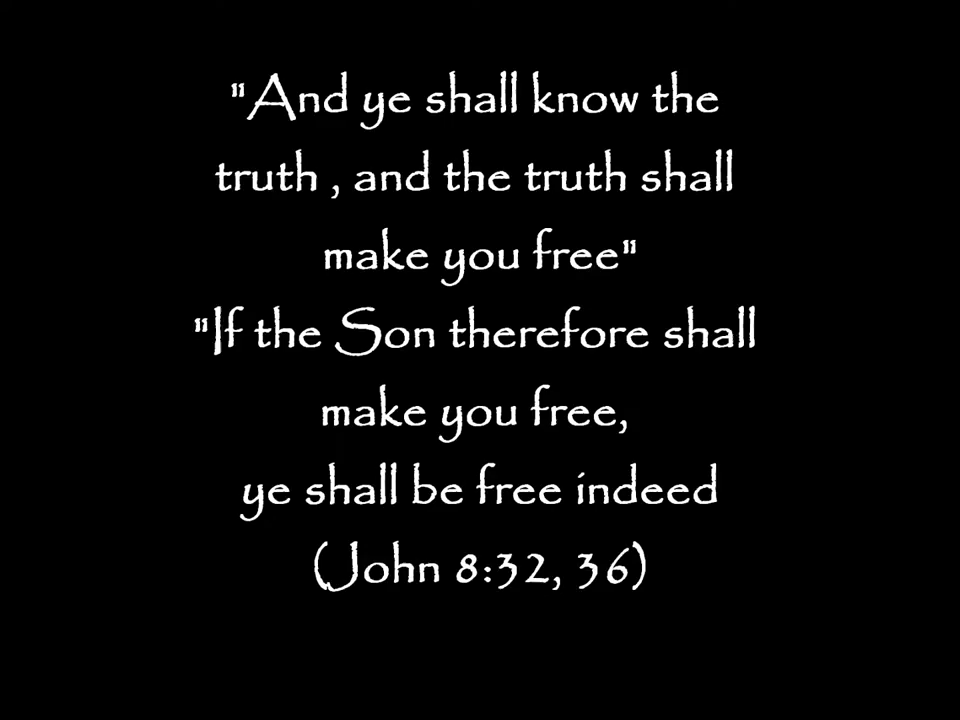 "And ye shall know the
truth , and the truth shall
make you free"
"If the Son therefore shall
make you free,
ye shall be free indeed
(John 8:32, 36)